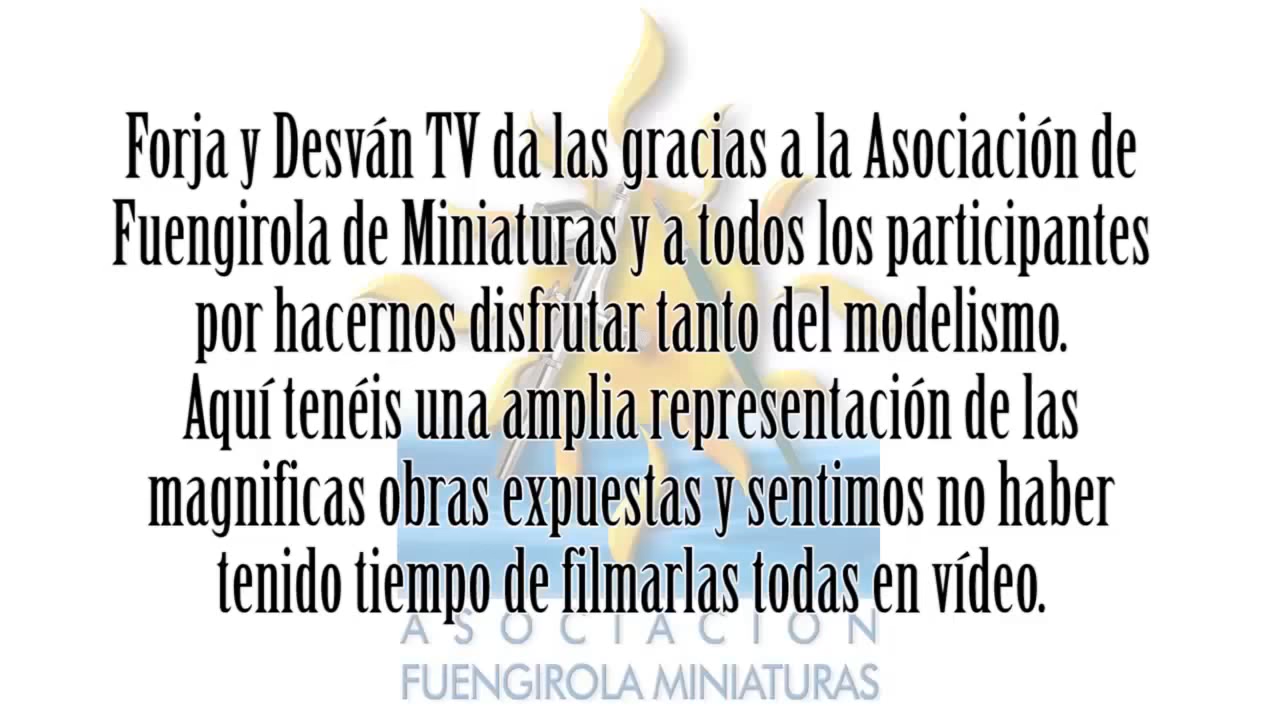 Forja y Desván TV da las gracias a la Asociación de
Fuengirola de Miniaturas y a todos los participantes
por hacernos disfrutar tanto del modelismo.
Aquí tenéis una amplia representación de las
magnificas obras expuestas y sentimos no haber
tenido tiempo de filmarlas todas en vídeo.
ASOCIACION
FUENGIROLA MINIATURAS